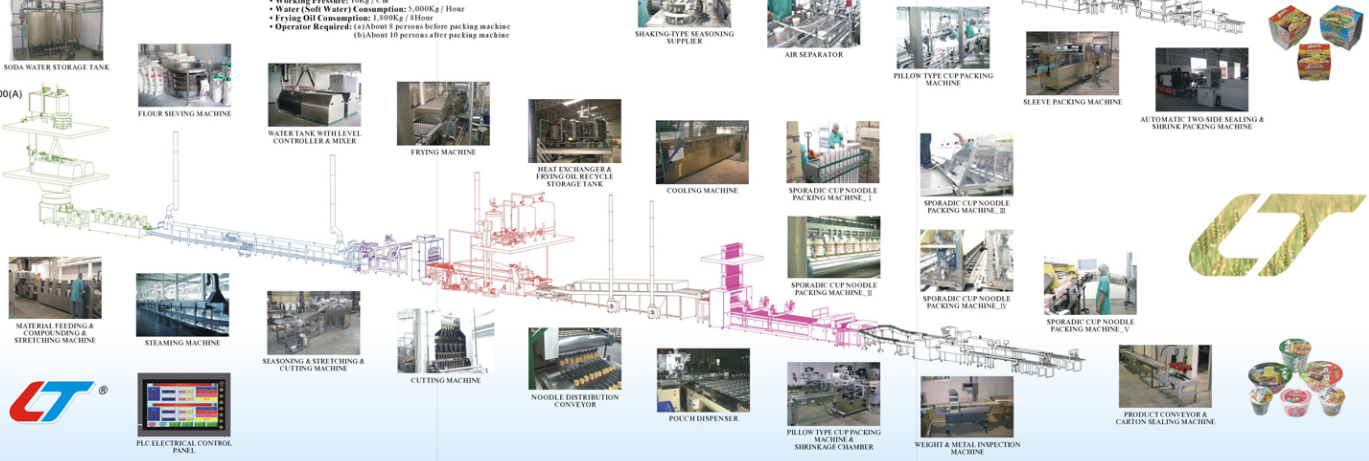 • Working Pressure: 10Kg / Cm
• Water (Soft Water) Consumption: 5,000Kg / Hour
• Frying Oil Consumption: 1,800Kg / 8Hour
• Operator Required: (a)About 8 persons before packing machine
(b)About 10 persons after packing machine
SHAKING-TYPE SEASONING
SUPPLIER
AIR SEPARATOR
PILLOW TYPE CUP PACKING
MACHINE
SLEEVE PACKING MACHINE
AUTOMATIC TWO-SIDE SEALING &
SHRINK PACKING MACHINE
SODA WATER STORAGE TANK
00(A)
FLOUR SIEVING MACHINE
WATER TANK WITH LEVEL
CONTROLLER & MIXER
FRYING MACHINE
HEAT EXCHANGER &
FRYING OIL RECYCLE
STORAGE TANK
COOLING MACHINE
SPORADIC CUP NOODLE
PACKING MACHINE_ I
SPORADIC CUP NOODLE
PACKING MACHINE_III
SPORADIC CUP NOODLE
PACKING MACHINE_II
SPORADIC CUP NOODLE
PACKING MACHINE_IV
SPORADIC CUP NOODLE
PACKING MACHINE_V
MATERIAL FEEDING &
COMPOUNDING &
STRETCHING MACHINE
STEAMING MACHINE
SEASONING & STRETCHING &
CUTTING MACHINE
CUTTING MACHINE
NOODLE DISTRIBUTION
CONVEYOR
POUCH DISPENSER
PILLOW TYPE CUP PACKING
MACHINE &
SHRINKAGE CHAMBER
WEIGHT & METAL INSPECTION
MACHINE
PRODUCT CONVEYOR &
CARTON SEALING MACHINE
LT ®
PLC ELECTRICAL CONTROL
PANEL
LT